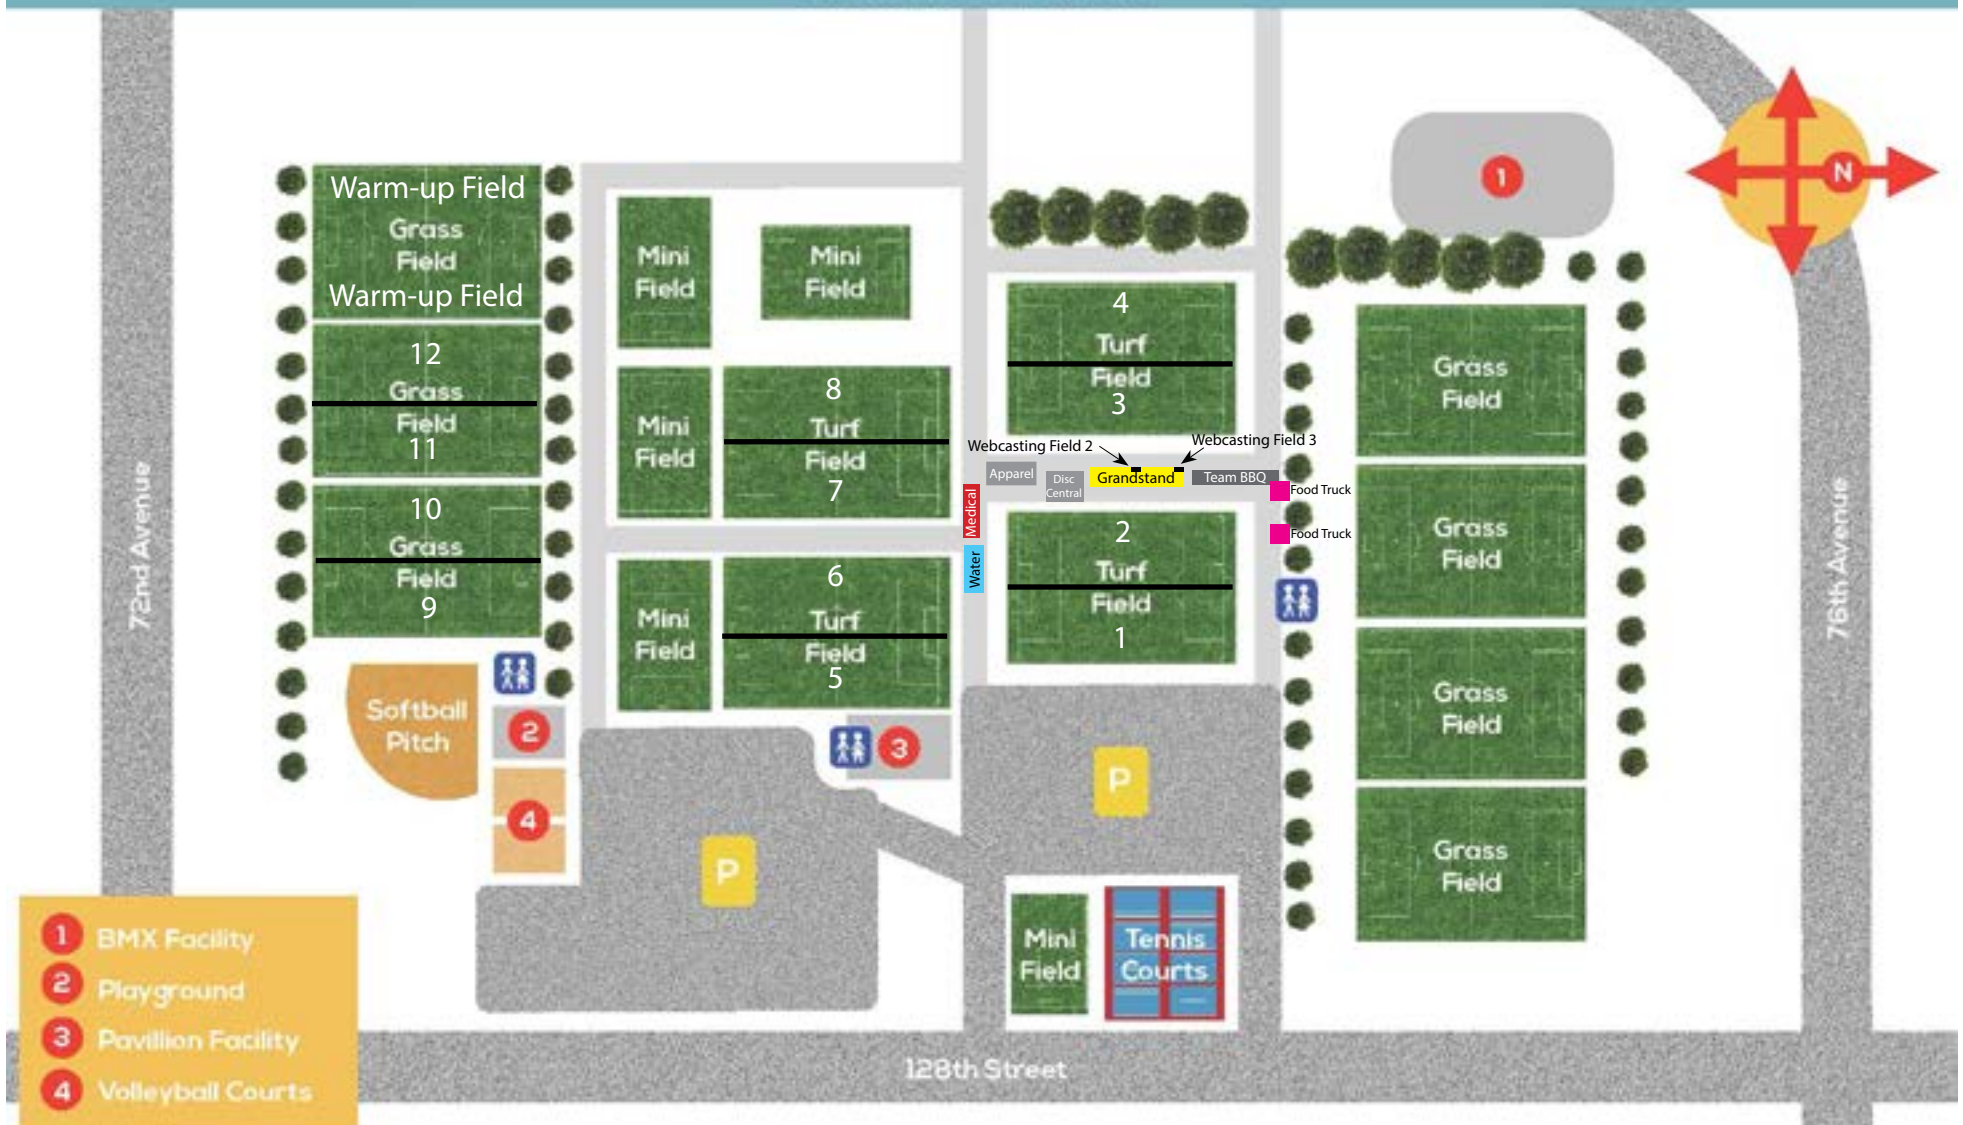 Warm-up Field
Grass
Field
Warm-up Field
12
Grass
Field
11
10
Grass
Field
9
Softball
Pitch
2
4
72nd Avenue
Mini
Field
Mini
Field
Mini
Field
8
Turf
Field
7
Mini
Field
6
Turf
Field
5
3
P
4
Turf
Field
3
Webcasting Field 2
Webcasting Field 3
Apparel
Disc
Central
Grandstand
Team BBQ
Food Truck
Food Truck
Medical
Water
2
Turf
Field
1
P
Mini
Field
Tennis
Courts
1
N
Grass
Field
Grass
Field
Grass
Field
Grass
Field
76th Avenue
1 BMX Facility
2 Playground
3 Pavillion Facility
4 Volleyball Courts
128th Street